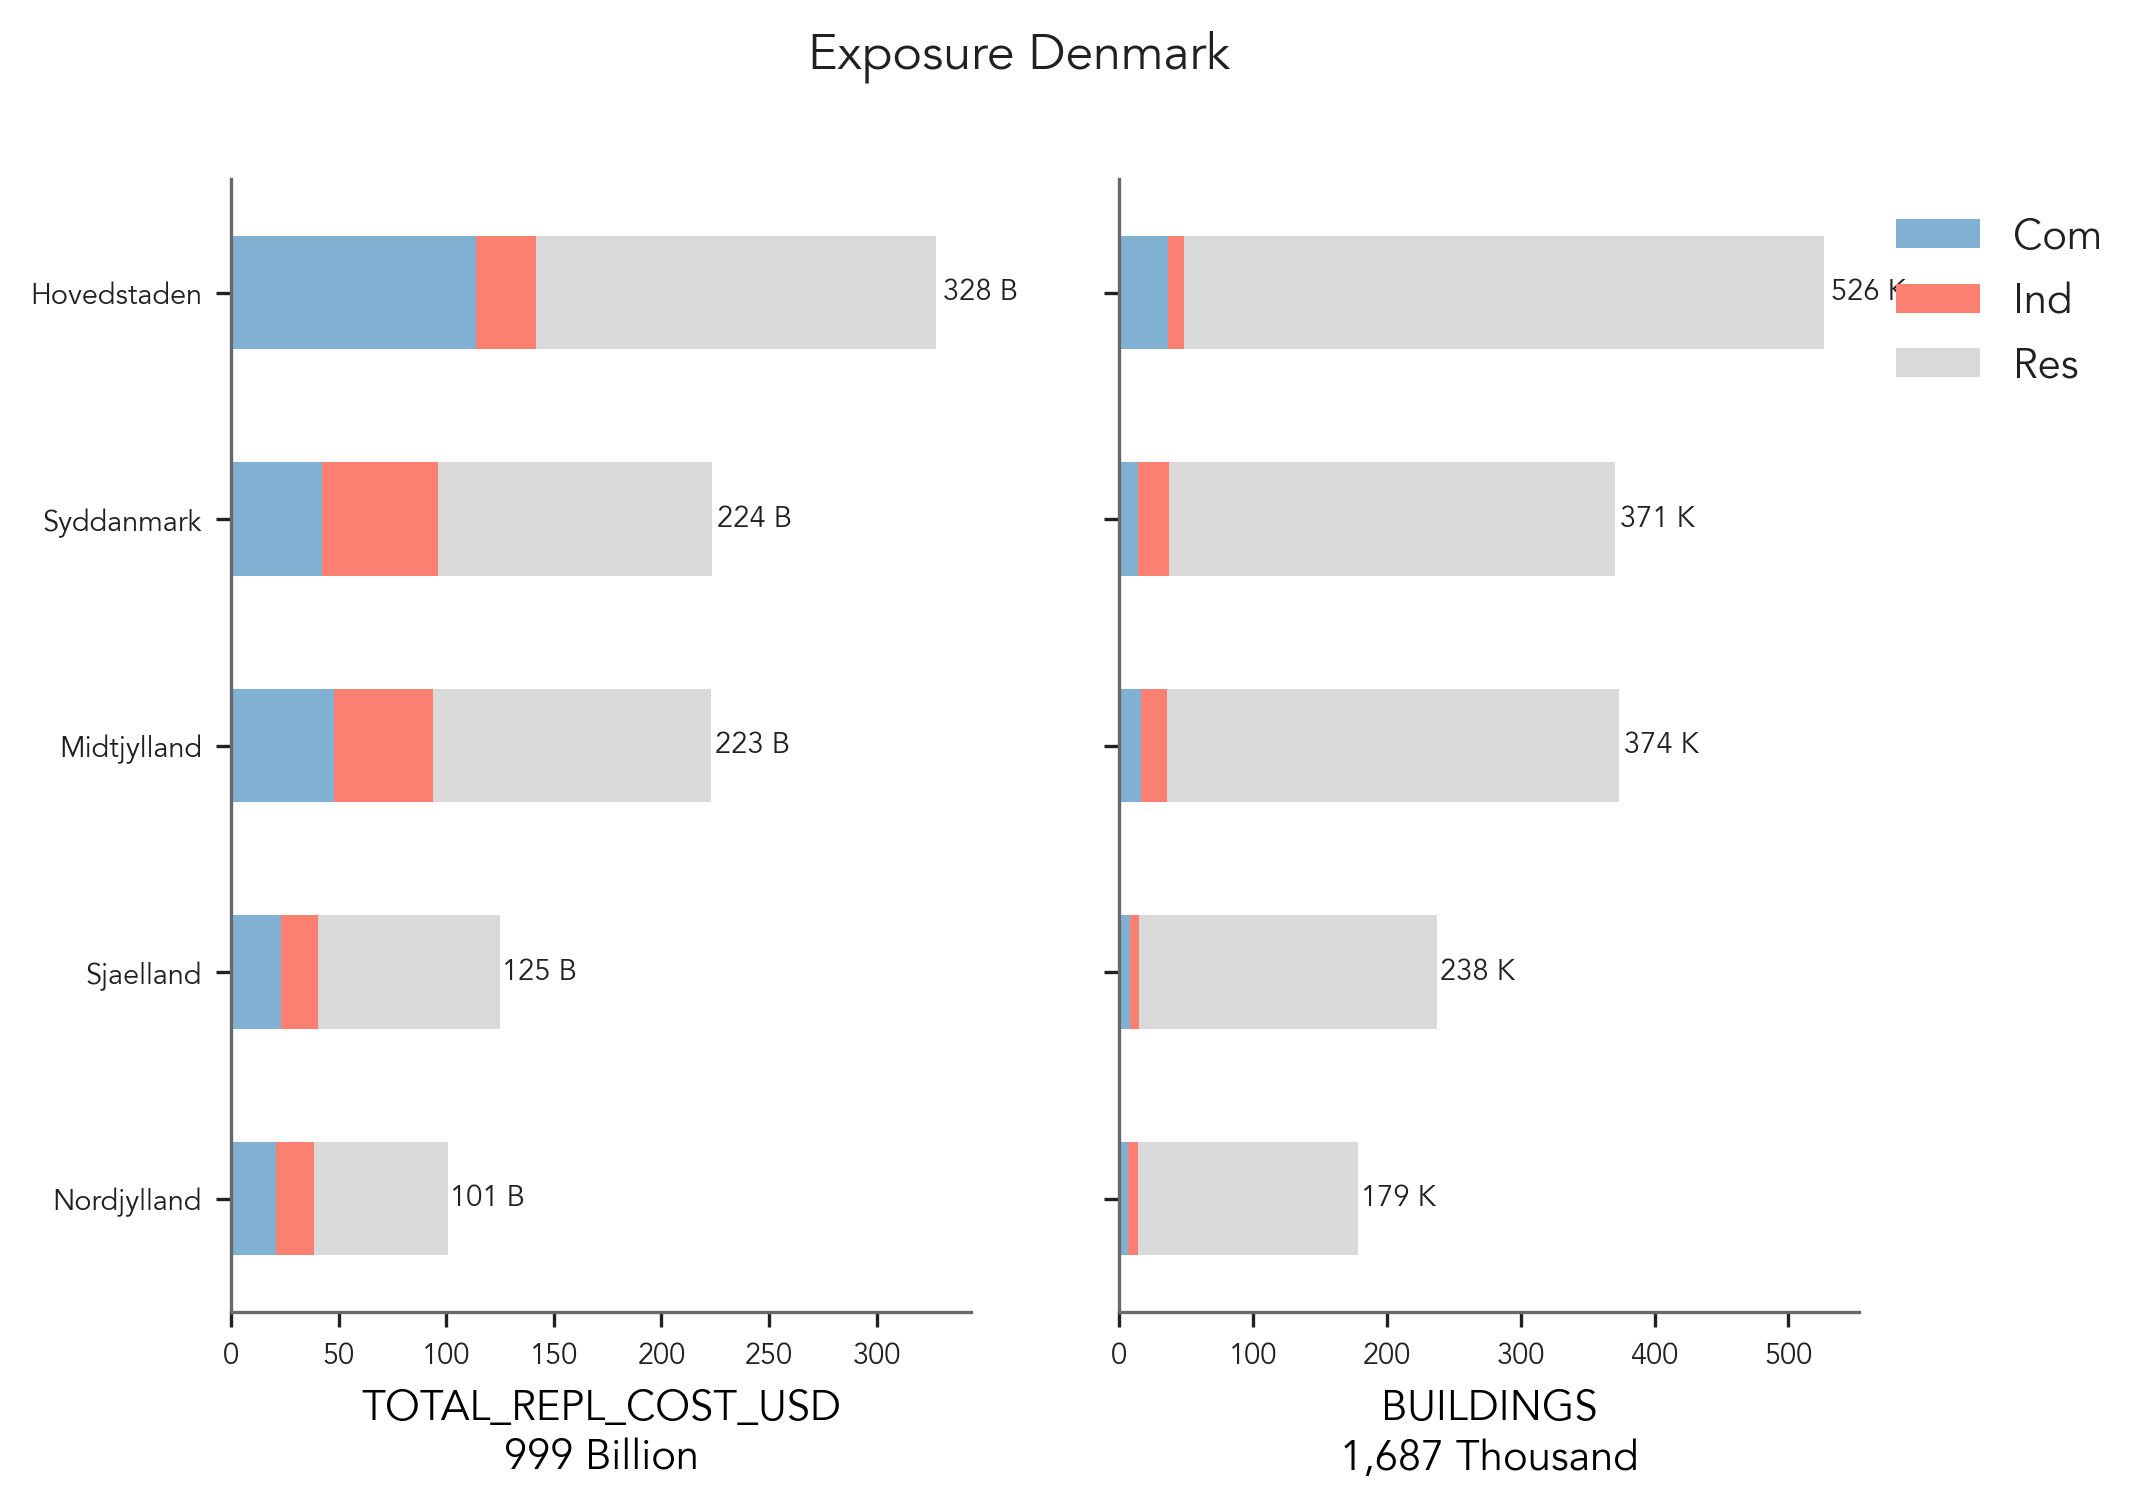 Exposure Denmark
Hovedstaden
Syddanmark
Midtjylland
Sjaelland
Nordjylland
328 B
224 B
223 B
125 B
101 B
0 50 100 150 200 250 300
TOTAL_REPL_COST_USD
999 Billion
526 K
371 K
374 K
238 K
179 K
0 100 200 300 400 500
BUILDINGS
1,687 Thousand
Com
Ind
Res